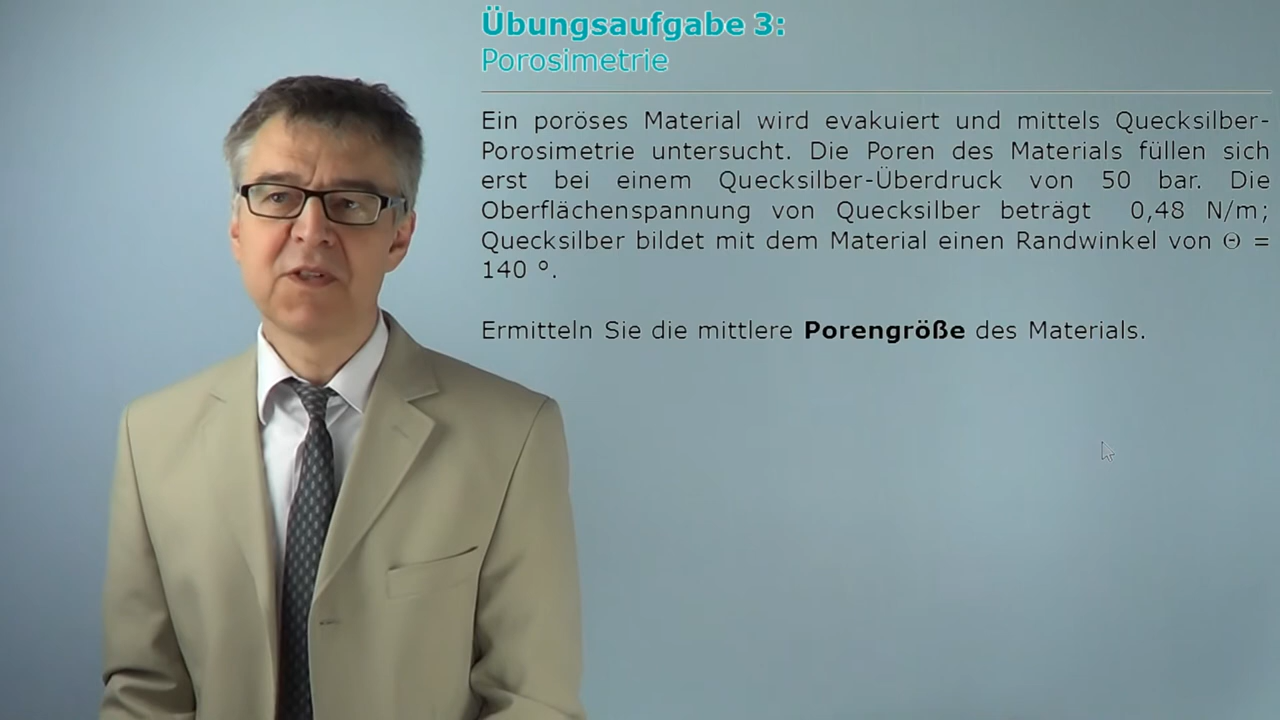 Übungsaufgabe 3:
Porosimetrie
Ein poröses Material wird evakuiert und mittels Quecksilber-
Porosimetrie untersucht. Die Poren des Materials füllen sich
erst bei einem Quecksilber-Überdruck von 50 bar. Die
Oberflächenspannung von Quecksilber beträgt 0,48 N/m;
Quecksilber bildet mit dem Material einen Randwinkel von Θ =
140 °.
Ermitteln Sie die mittlere Porengröße des Materials.